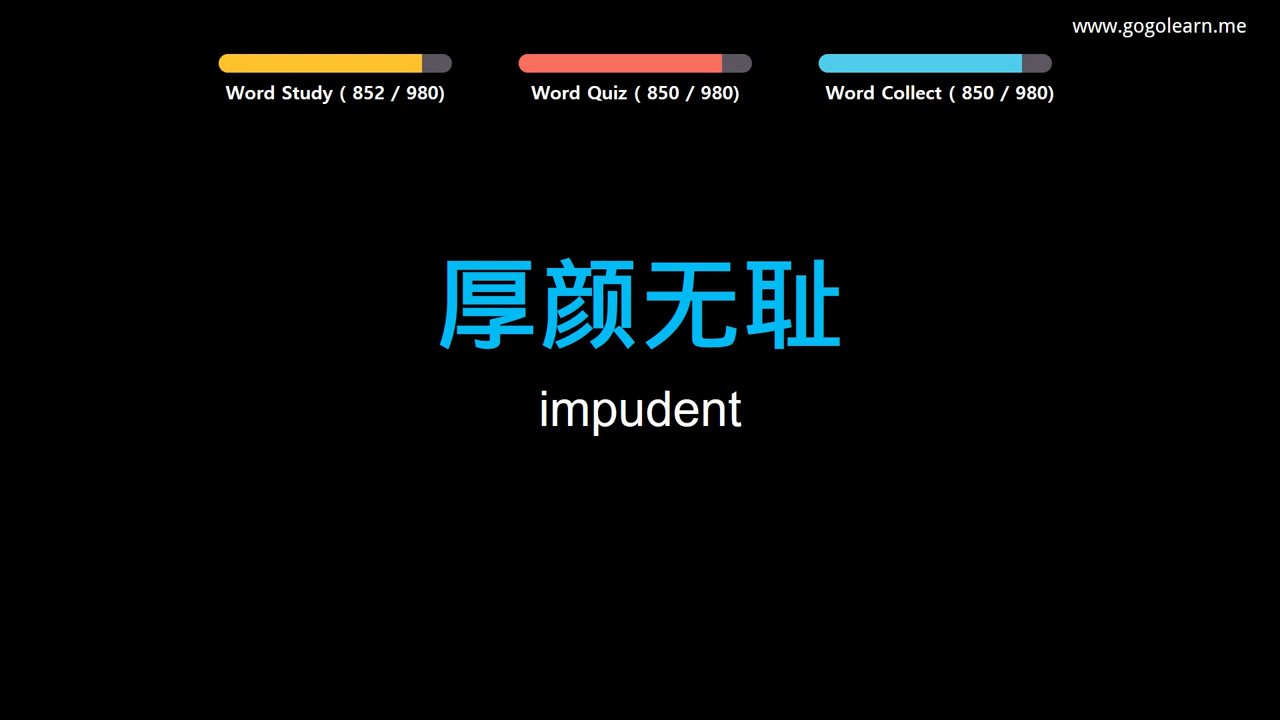 www.gogolearn.me
Word Study ( 852 / 980)
Word Quiz ( 850 / 980)
Word Collect ( 850 / 980)
厚颜无耻
impudent